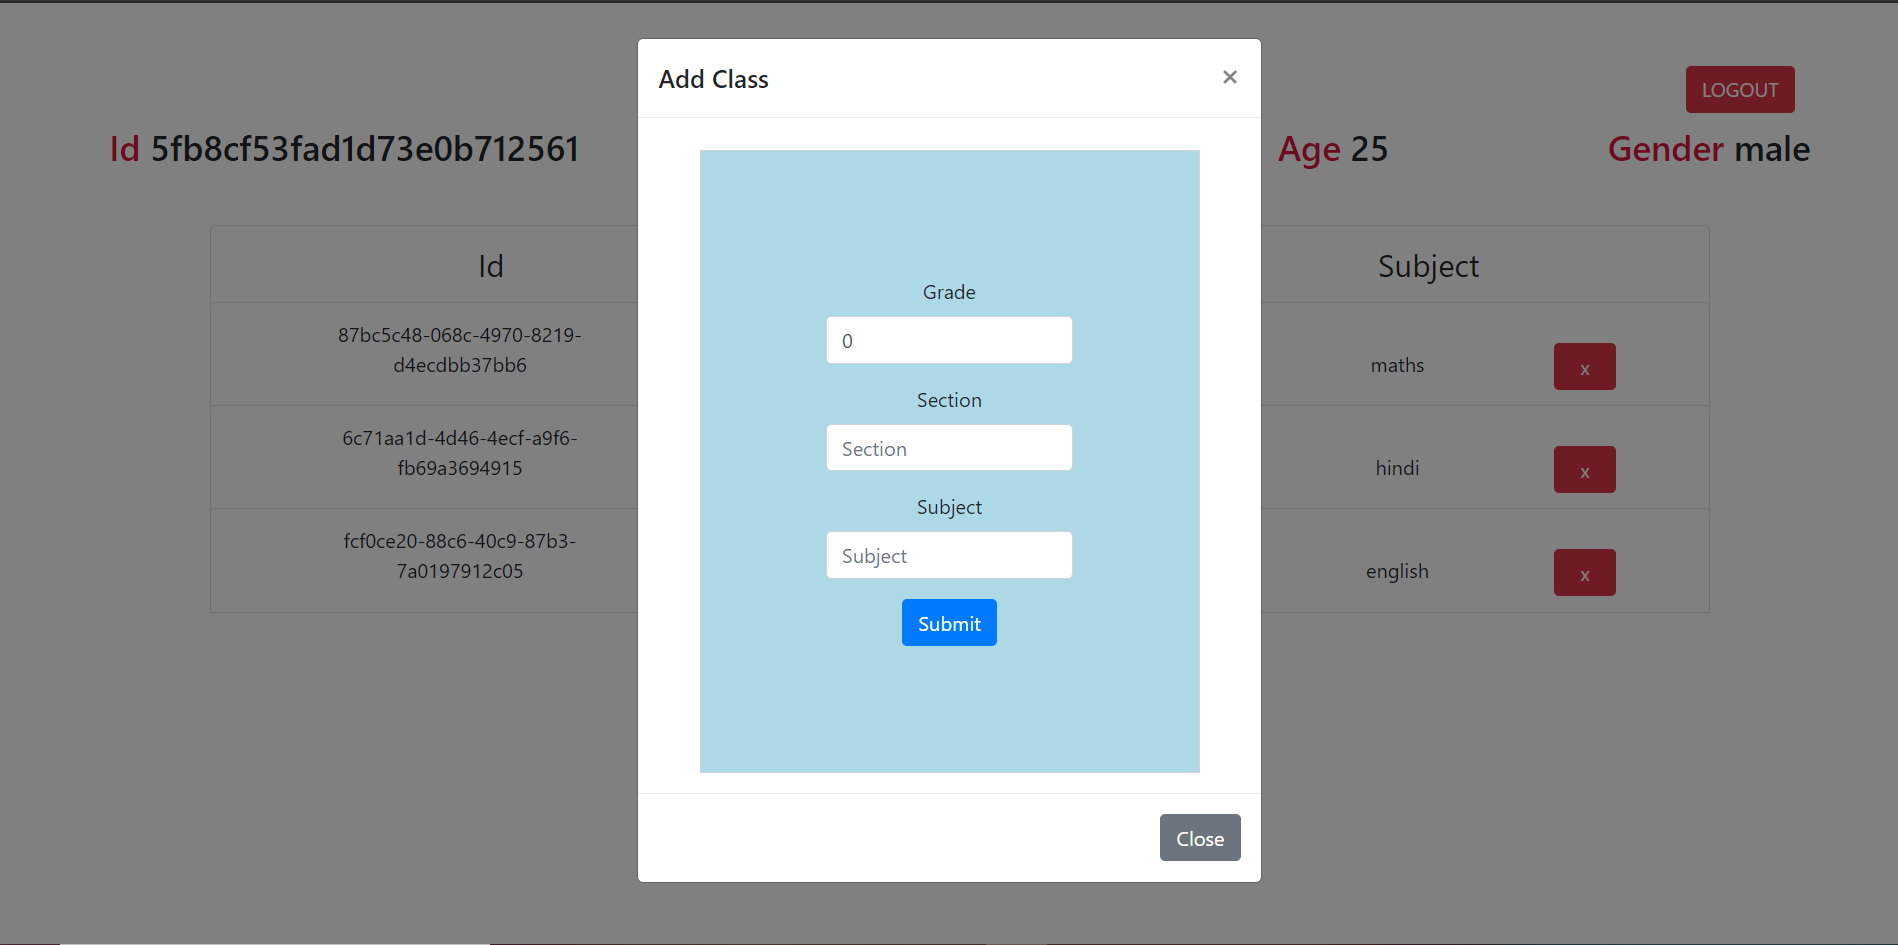 Add Class
×
LOGOUT
Id 5fb8cf53fad1d73e0b712561
Age 25
Gender male
Id
Subject
87bc5c48-068c-4970-8219-
d4ecdbb37bb6
maths
x
6c71aa1d-4d46-4ecf-a9f6-
fb69a3694915
hindi
x
fcf0ce20-88c6-40c9-87b3-
7a0197912c05
english
x
Grade
0
Section
Section
Subject
Subject
Submit
Close